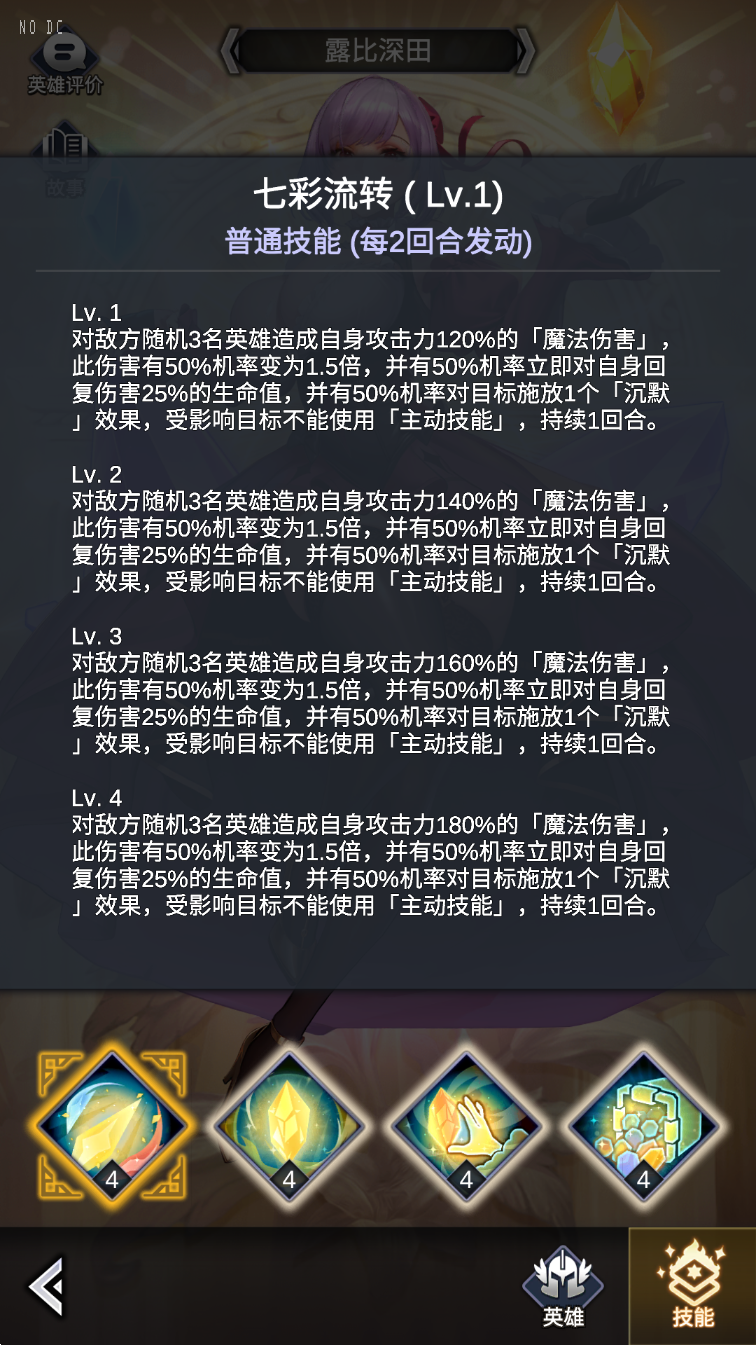 NO DC
露比深田
英雄评价
故事
七彩流转 ( Lv.1)
普通技能 (每2回合发动)
Lv. 1
对敌方随机3名英雄造成自身攻击力120%的「魔法伤害」，
此伤害有50%机率变为1.5倍，并有50%机率立即对自身回
复伤害25%的生命值，并有50%机率对目标施放1个「沉默
」效果，受影响目标不能使用「主动技能」，持续1回合。
Lv. 2
对敌方随机3名英雄造成自身攻击力140%的「魔法伤害」，
此伤害有50%机率变为1.5倍，并有50%机率立即对自身回
复伤害25%的生命值，并有50%机率对目标施放1个「沉默
」效果，受影响目标不能使用「主动技能」，持续1回合。
Lv. 3
对敌方随机3名英雄造成自身攻击力160%的「魔法伤害」，
此伤害有50%机率变为1.5倍，并有50%机率立即对自身回
复伤害25%的生命值，并有50%机率对目标施放1个「沉默
」效果，受影响目标不能使用「主动技能」，持续1回合。
Lv. 4
对敌方随机3名英雄造成自身攻击力180%的「魔法伤害」，
此伤害有50%机率变为1.5倍，并有50%机率立即对自身回
复伤害25%的生命值，并有50%机率对目标施放1个「沉默
」效果，受影响目标不能使用「主动技能」，持续1回合。
4 4 4 4
英雄 技能